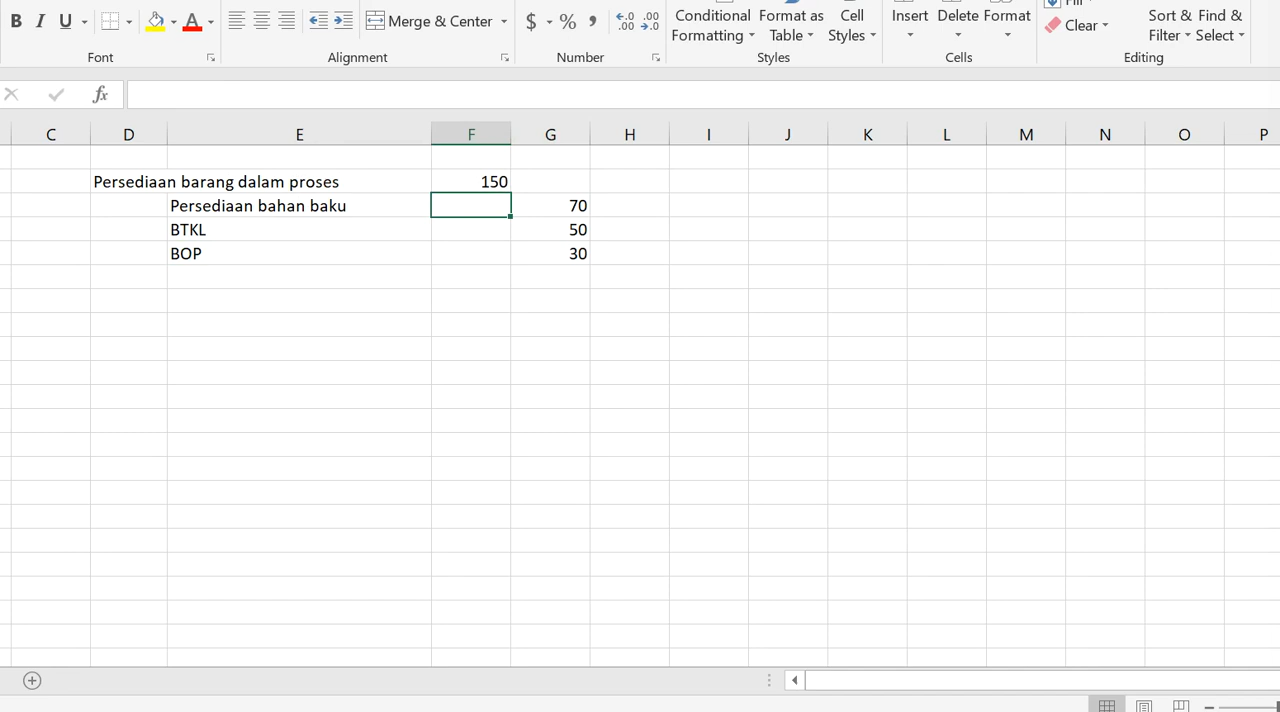 B I U A Merge & Center $ % , Conditional Format as Cell Insert Delete Format Clear Sort & Find &
Formatting Table Styles Filter Select
Font Alignment Number Styles Cells Editing
fx
C D E F G H I J K L M N O P
Persediaan barang dalam proses 150
Persediaan bahan baku 70
BTKL 50
BOP 30